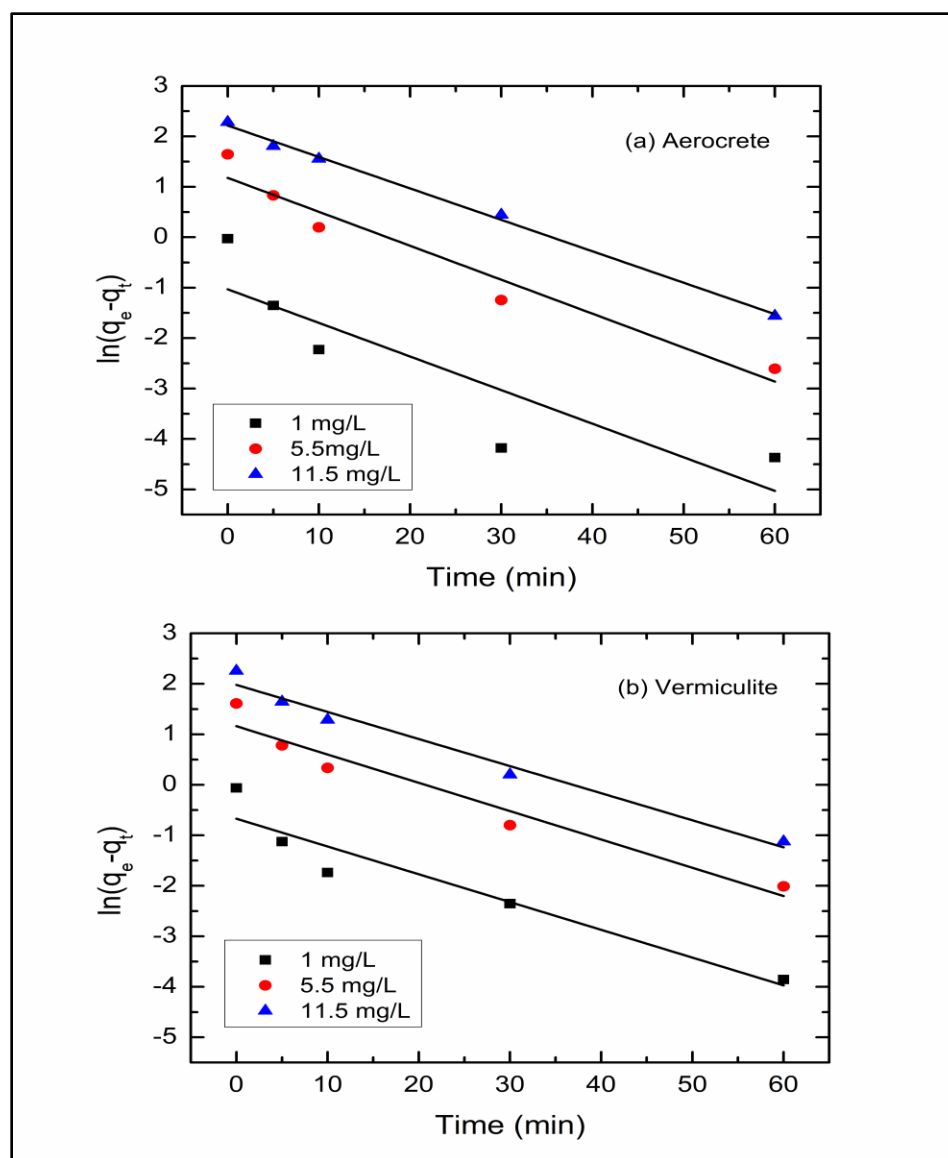 3
2
1
0
-1
-2
-3
-4
-5
ln(qe-qt)
(a) Aerocrete
1 mg/L
5.5mg/L
11.5 mg/L
0 10 20 30 40 50 60
Time (min)
3
2
1
0
-1
-2
-3
-4
-5
ln(qe-qt)
(b) Vermiculite
1 mg/L
5.5 mg/L
11.5 mg/L
0 10 20 30 40 50 60
Time (min)